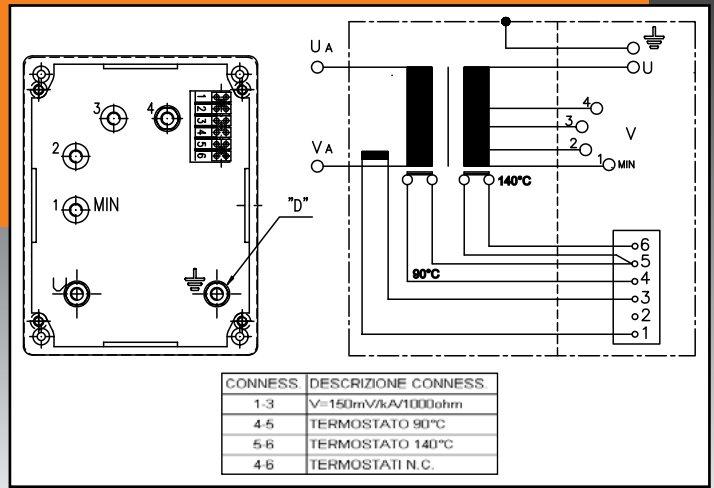 3
4
2
1 MIN
U
"D"
1
2
3
4
5
6
U A
V A
U
4
3
2
1 MIN
V
140°C
90°C
6
5
4
3
2
1
CONNESS. DESCRIZIONE CONNESS.
1-3 V=150mV/kA/1000ohm
4-5 TERMOSTATO 90°C
5-6 TERMOSTATO 140°C
4-6 TERMOSTATI N.C.